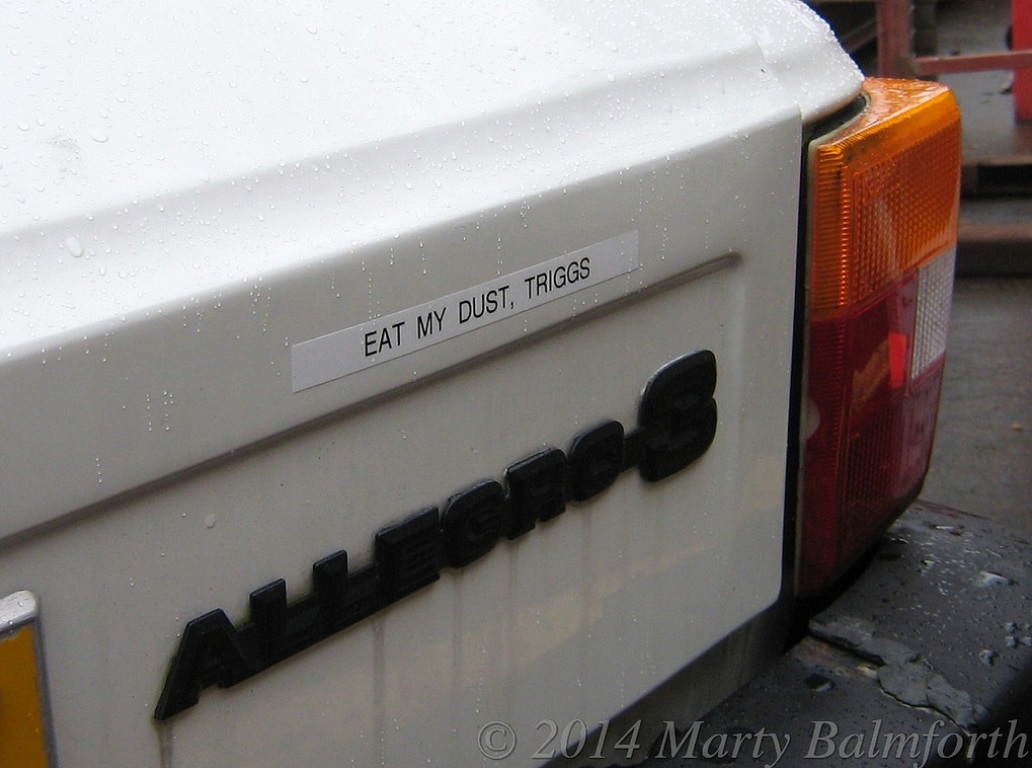 EAT MY DUST, TRIGGS
ALLEGRO S
© 2014 Marty Balmforth